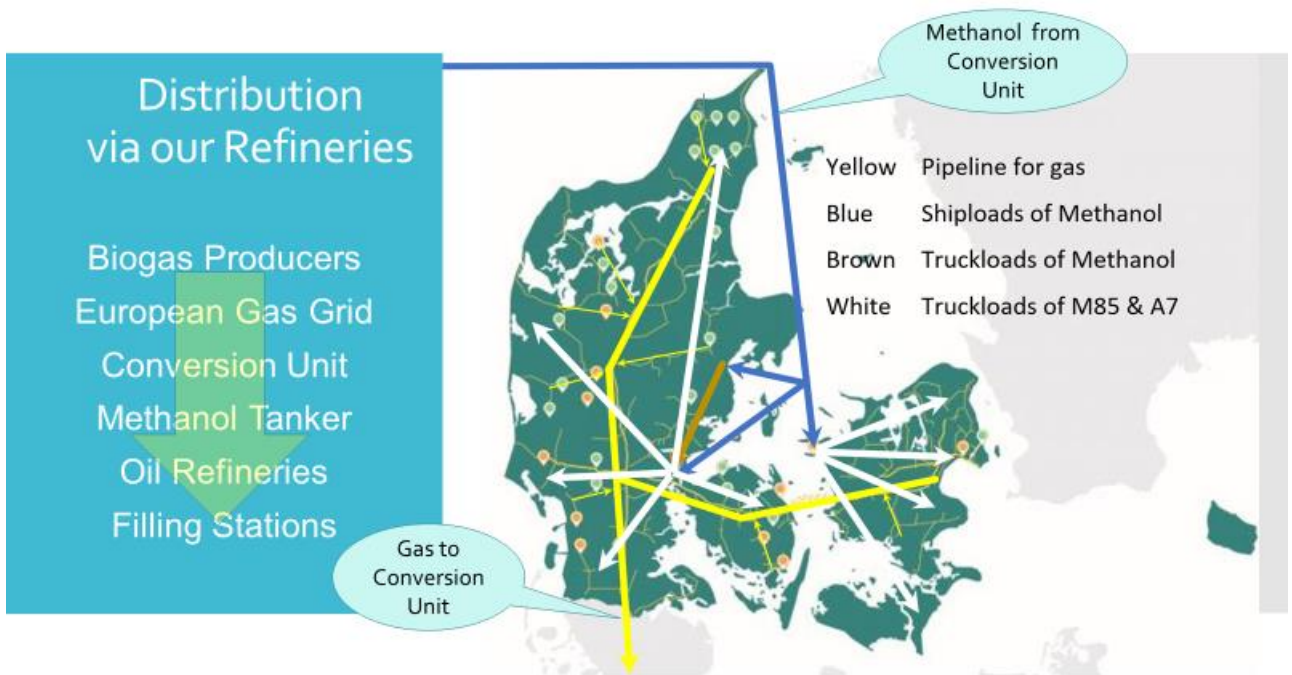 Distribution
via our Refineries
Biogas Producers
European Gas Grid
Conversion Unit
Methanol Tanker
Oil Refineries
Filling Stations
Methanol from
Conversion
Unit
Yellow Pipeline for gas
Blue Shiploads of Methanol
Brown Truckloads of Methanol
White Truckloads of M85 & A7
Gas to
Conversion
Unit